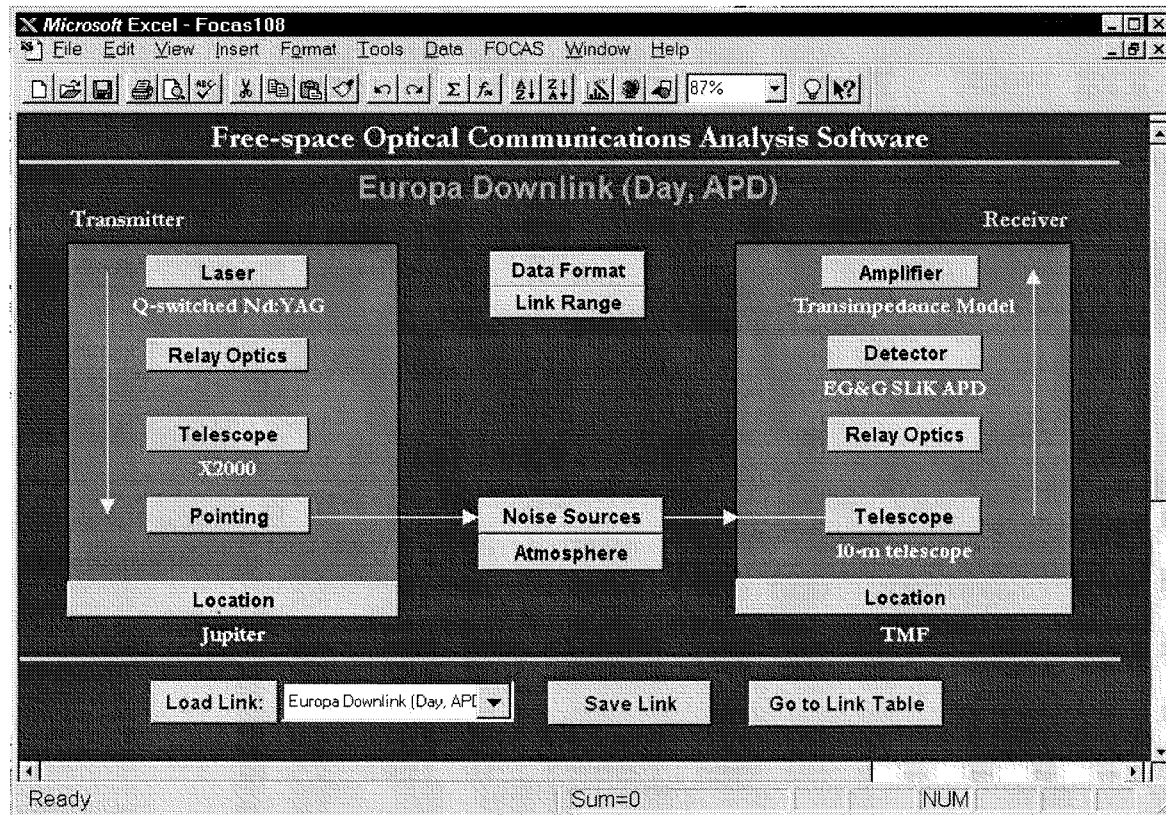 Microsoft Excel - Focas108
File Edit View Insert Format Tools Data FOCAS Window Help
87%
Free-space Optical Communications Analysis Software
Europa Downlink (Day, APD)
Transmitter
Receiver
Laser
Q-switched Nd:YAG
Relay Optics
Telescope
X2000
Pointing
Location
Jupiter
Data Format
Link Range
Noise Sources
Atmosphere
Amplifier
Transimpedance Model
Detector
EG&G SLiK APD
Relay Optics
Telescope
10-m telescope
Location
TMF
Load Link: Europa Downlink (Day, APD Save Link Go to Link Table
Ready Sum=0 NUM